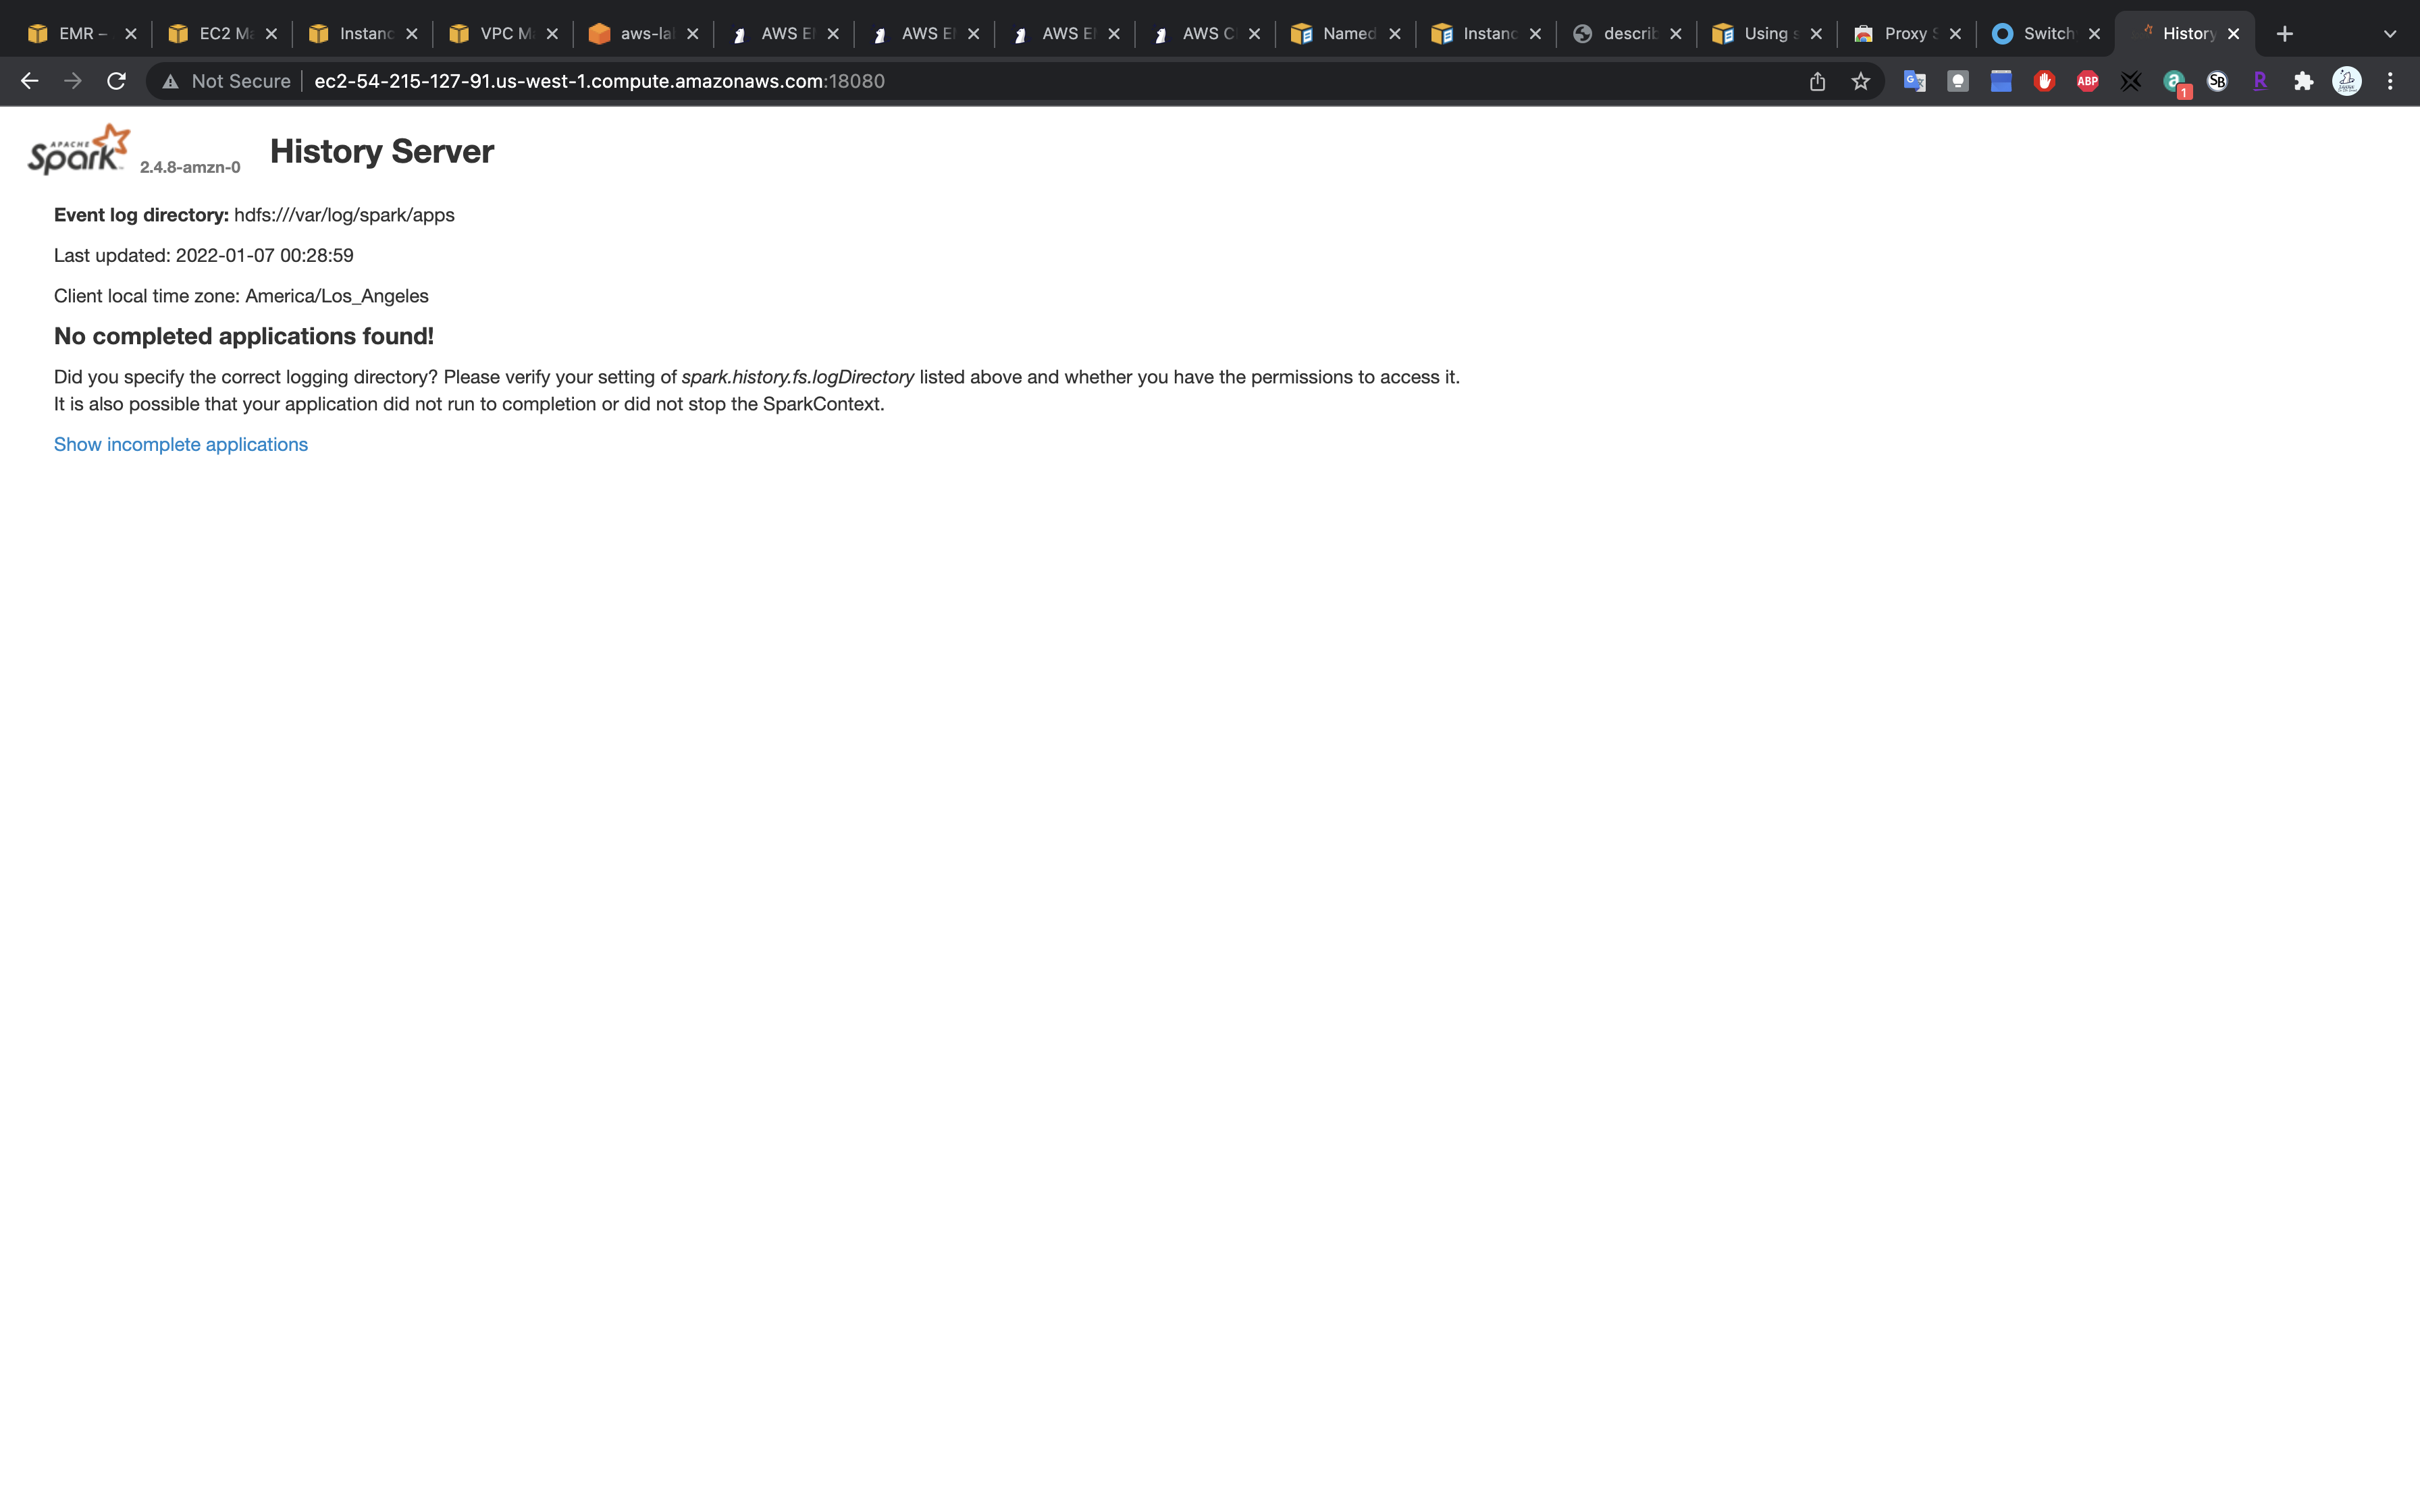 EMR – EC2 Ma Instanc VPC Ma aws-lal AWS E AWS E AWS E AWS C Named Instanc describ Using s Proxy S Switch History
Not Secure ec2-54-215-127-91.us-west-1.compute.amazonaws.com:18080 ABP 1 SB R
APACHE Spark 2.4.8-amzn-0 History Server
Event log directory: hdfs:///var/log/spark/apps
Last updated: 2022-01-07 00:28:59
Client local time zone: America/Los_Angeles
No completed applications found!
Did you specify the correct logging directory? Please verify your setting of spark.history.fs.logDirectory listed above and whether you have the permissions to access it.
It is also possible that your application did not run to completion or did not stop the SparkContext.
Show incomplete applications